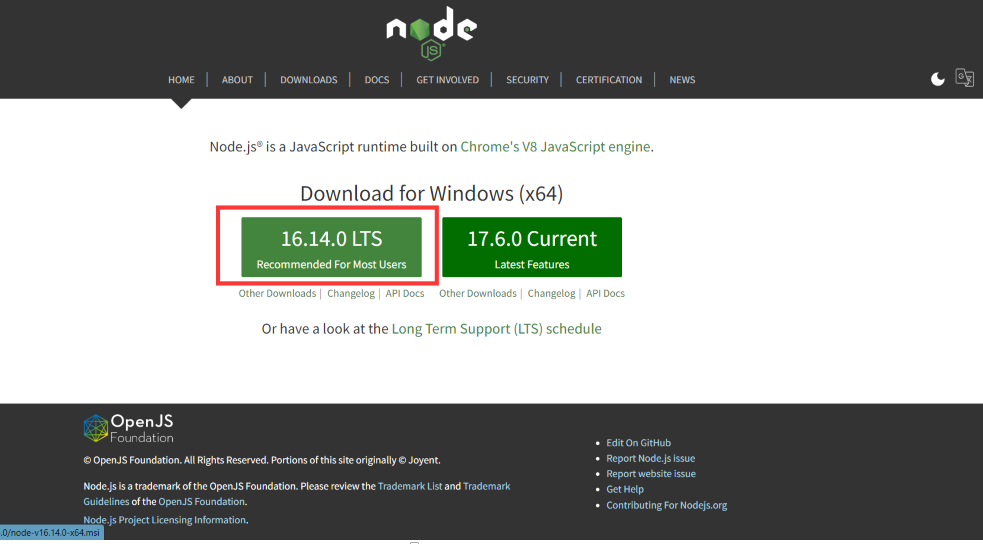 node
JS
HOME | ABOUT | DOWNLOADS | DOCS | GET INVOLVED | SECURITY | CERTIFICATION | NEWS
Node.js® is a JavaScript runtime built on Chrome's V8 JavaScript engine.
Download for Windows (x64)
16.14.0 LTS
Recommended For Most Users
17.6.0 Current
Latest Features
Other Downloads | Changelog | API Docs
Other Downloads | Changelog | API Docs
Or have a look at the Long Term Support (LTS) schedule
OpenJS
Foundation
© OpenJS Foundation. All Rights Reserved. Portions of this site originally © Joyent.
Node.js is a trademark of the OpenJS Foundation. Please review the Trademark List and Trademark
Guidelines of the OpenJS Foundation.
Node.js Project Licensing Information.
Edit On GitHub
Report Node.js issue
Report website issue
Get Help
Contributing For Nodejs.org
.0/node-v16.14.0-x64.msi